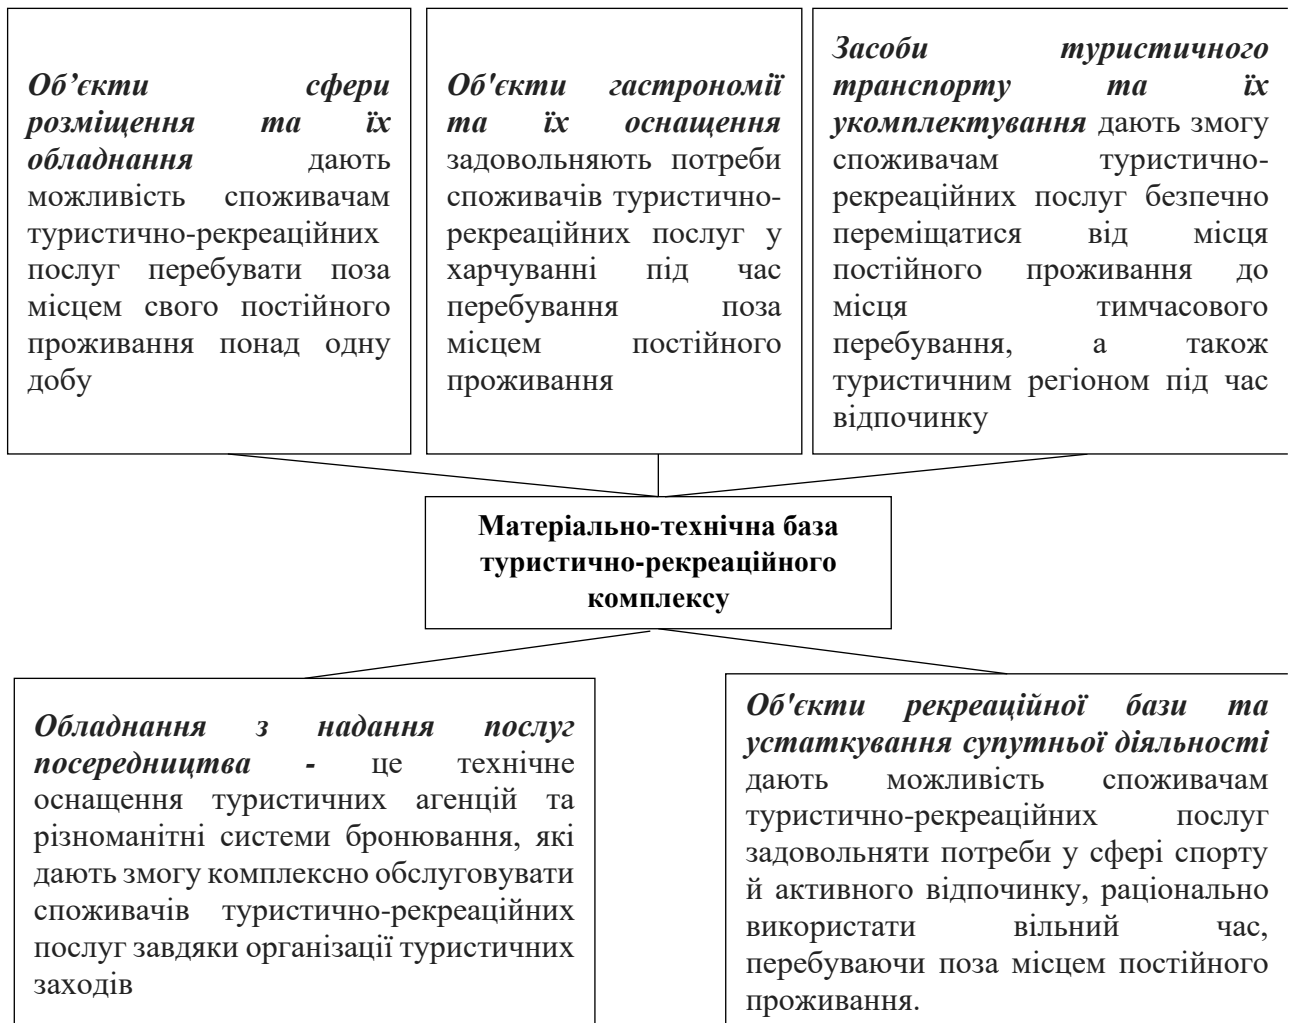 Об’єкти сфери
розміщення та їх
обладнання дають
можливість споживачам
туристично-рекреаційних
послуг перебувати поза
місцем свого постійного
проживання понад одну
добу
Об'єкти гастрономії
та їх оснащення
задовольняють потреби
споживачів туристично-
рекреаційних послуг у
харчуванні під час
перебування поза
місцем постійного
проживання
Засоби туристичного
транспорту та їх
укомплектування дають змогу
споживачам туристично-
рекреаційних послуг безпечно
переміщатися від місця
постійного проживання до
місця тимчасового
перебування, а також
туристичним регіоном під час
відпочинку
Матеріально-технічна база
туристично-рекреаційного
комплексу
Обладнання з надання послуг
посередництва - це технічне
оснащення туристичних агенцій та
різноманітні системи бронювання, які
дають змогу комплексно обслуговувати
споживачів туристично-рекреаційних
послуг завдяки організації туристичних
заходів
Об'єкти рекреаційної бази та
устаткування супутньої діяльності
дають можливість споживачам
туристично-рекреаційних послуг
задовольняти потреби у сфері спорту
й активного відпочинку, раціонально
використати вільний час,
перебуваючи поза місцем постійного
проживання.